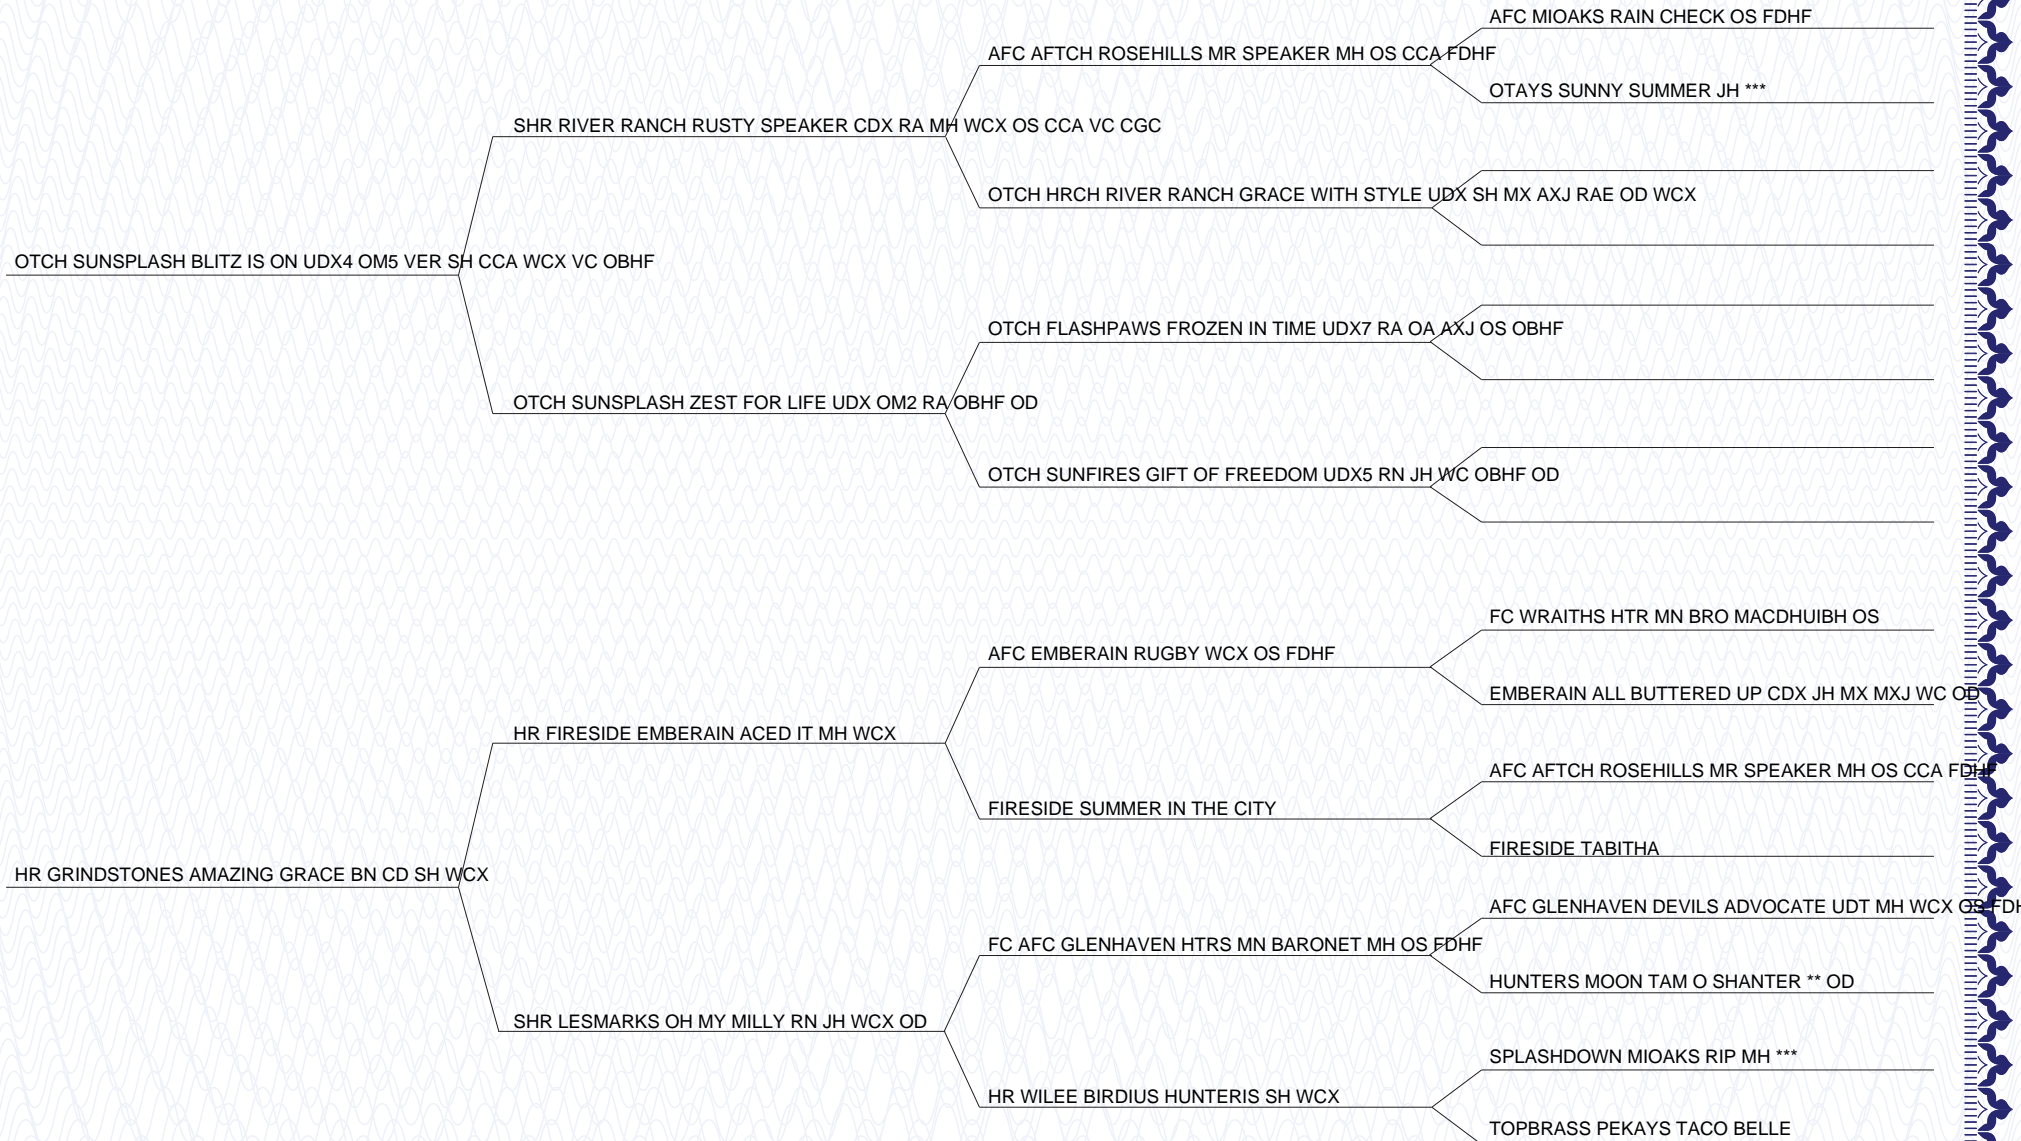 AFC MIOAKS RAIN CHECK OS FDHF
AFC AFTCH ROSEHILLS MR SPEAKER MH OS CCA FDHF
OTAYS SUNNY SUMMER JH ***
SHR RIVER RANCH RUSTY SPEAKER CDX RA MH WCX OS CCA VC CGC
OTCH HRCH RIVER RANCH GRACE WITH STYLE UDX SH MX AXJ RAE OD WCX
OTCH SUNSPLASH BLITZ IS ON UDX4 OM5 VER SH CCA WCX VC OBHF
OTCH FLASHPAWS FROZEN IN TIME UDX7 RA OA AXJ OS OBHF
OTCH SUNSPLASH ZEST FOR LIFE UDX OM2 RA OBHF OD
OTCH SUNFIRES GIFT OF FREEDOM UDX5 RN JH WC OBHF OD
FC WRAITHS HTR MN BRO MACDHUIBH OS
AFC EMBERAIN RUGBY WCX OS FDHF
EMBERAIN ALL BUTTERED UP CDX JH MX MXJ WC OD
HR FIRESIDE EMBERAIN ACED IT MH WCX
AFC AFTCH ROSEHILLS MR SPEAKER MH OS CCA FDHF
FIRESIDE SUMMER IN THE CITY
FIRESIDE TABITHA
HR GRINDSTONES AMAZING GRACE BN CD SH WCX
AFC GLENHAVEN DEVILS ADVOCATE UDT MH WCX OS
FC AFC GLENHAVEN HTRS MN BARONET MH OS FDHF
HUNTERS MOON TAM O SHANTER ** OD
SHR LESMARKS OH MY MILLY RN JH WCX OD
SPLASHDOWN MIOAKS RIP MH ***
HR WILEE BIRDIUS HUNTERIS SH WCX
TOPBRASS PEKAYS TACO BELLE